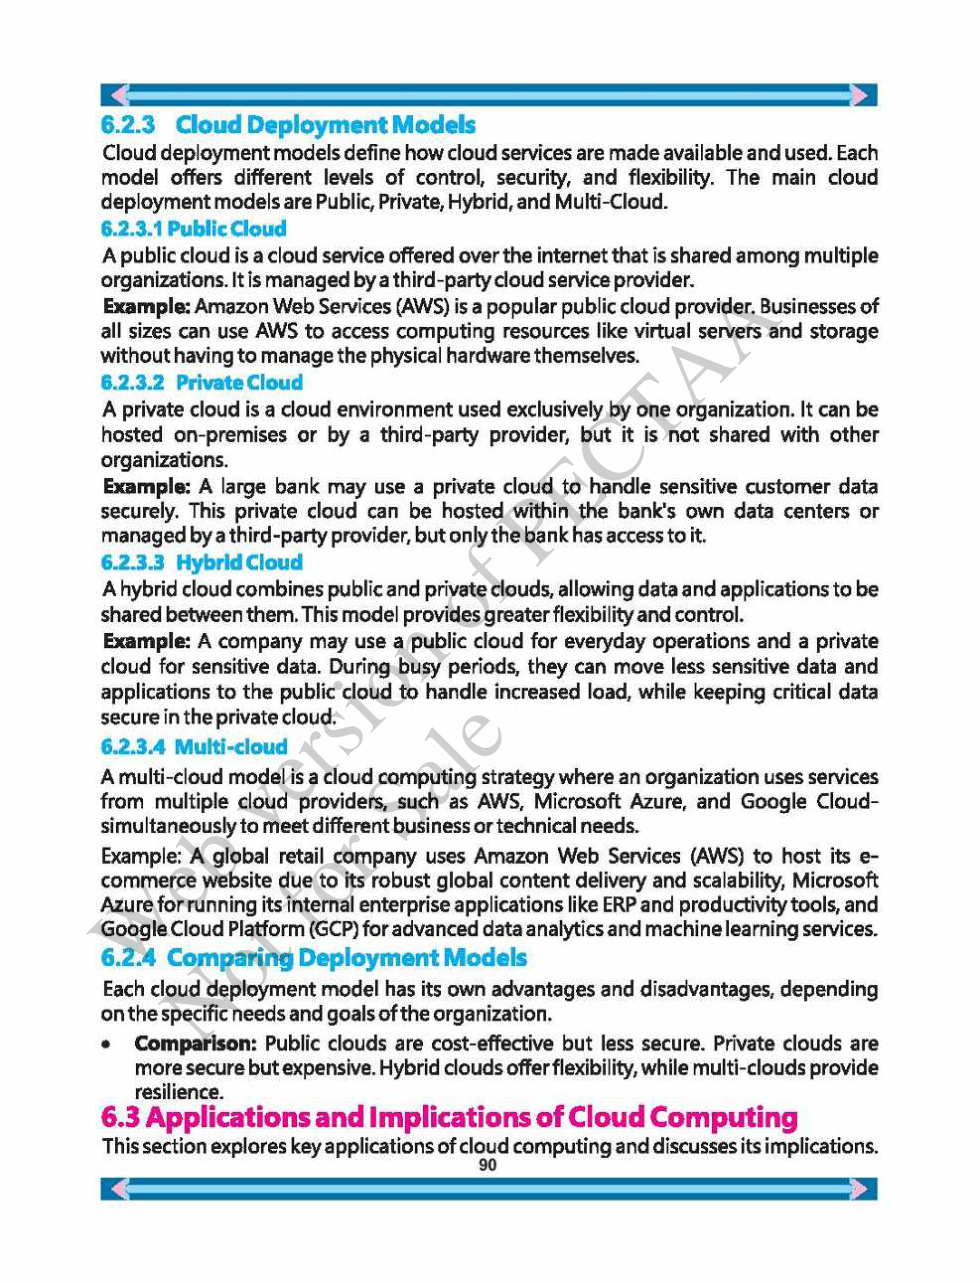 6.2.3 Cloud Deployment Models
Cloud deployment models define how cloud services are made available and used. Each
model offers different levels of control, security, and flexibility. The main cloud
deployment models are Public, Private, Hybrid, and Multi-Cloud.
6.2.3.1 Public Cloud
A public cloud is a cloud service offered over the internet that is shared among multiple
organizations. It is managed by a third-party cloud service provider.
Example: Amazon Web Services (AWS) is a popular public cloud provider. Businesses of
all sizes can use AWS to access computing resources like virtual servers and storage
without having to manage the physical hardware themselves.
6.2.3.2 Private Cloud
A private cloud is a cloud environment used exclusively by one organization. It can be
hosted on-premises or by a third-party provider, but it is not shared with other
organizations.
Example: A large bank may use a private cloud to handle sensitive customer data
securely. This private cloud can be hosted within the bank's own data centers or
managed by a third-party provider, but only the bank has access to it.
6.2.3.3 Hybrid Cloud
A hybrid cloud combines public and private clouds, allowing data and applications to be
shared between them. This model provides greater flexibility and control.
Example: A company may use a public cloud for everyday operations and a private
cloud for sensitive data. During busy periods, they can move less sensitive data and
applications to the public cloud to handle increased load, while keeping critical data
secure in the private cloud.
6.2.3.4 Multi-cloud
A multi-cloud model is a cloud computing strategy where an organization uses services
from multiple cloud providers, such as AWS, Microsoft Azure, and Google Cloud-
simultaneously to meet different business or technical needs.
Example: A global retail company uses Amazon Web Services (AWS) to host its e-
commerce website due to its robust global content delivery and scalability, Microsoft
Azure for running its internal enterprise applications like ERP and productivity tools, and
Google Cloud Platform (GCP) for advanced data analytics and machine learning services.
6.2.4 Comparing Deployment Models
Each cloud deployment model has its own advantages and disadvantages, depending
on the specific needs and goals of the organization.
• Comparison: Public clouds are cost-effective but less secure. Private clouds are
more secure but expensive. Hybrid clouds offer flexibility, while multi-clouds provide
resilience.
6.3 Applications and Implications of Cloud Computing
This section explores key applications of cloud computing and discusses its implications.
90
Web version of PECTAA
Not for Sale